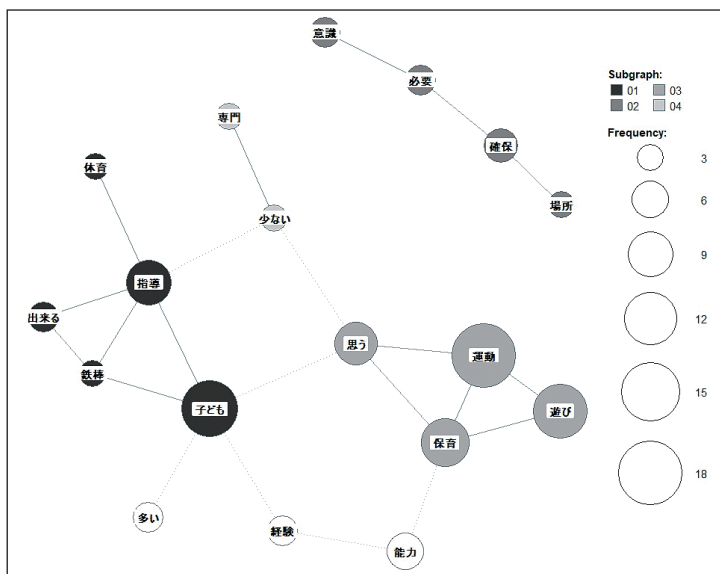 意識
Subgraph:
必要
01 03
02 04
専門
Frequency:
確保
体育
3
6
場所
少ない
9
指導
12
出来る
思う
運動
鉄棒
15
子ども
遊び
保育
18
多い
経験
能力